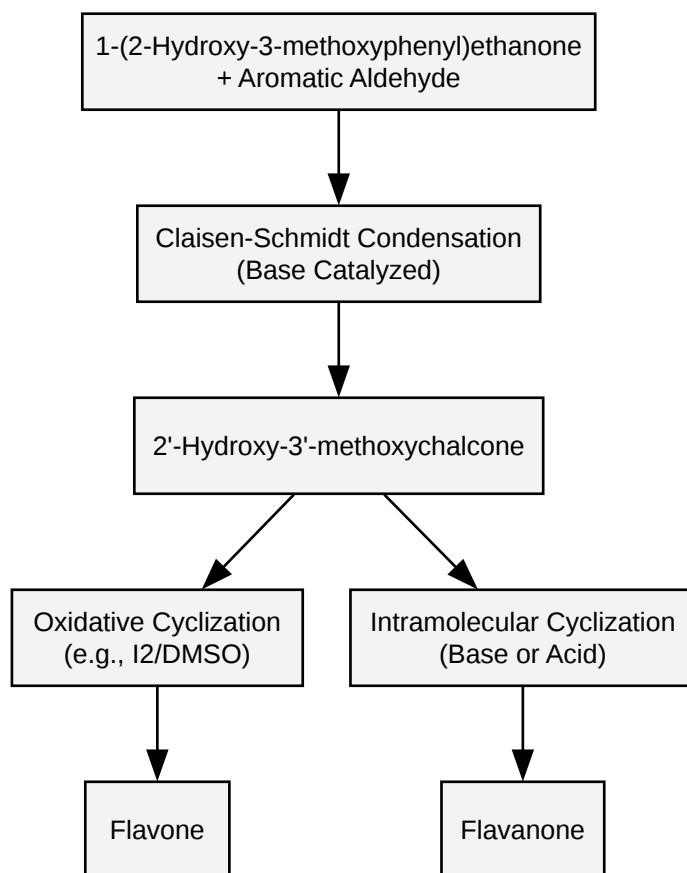 1-(2-Hydroxy-3-methoxyphenyl)ethanone
+ Aromatic Aldehyde
Claisen-Schmidt Condensation
(Base Catalyzed)
2'-Hydroxy-3'-methoxychalcone
Oxidative Cyclization
(e.g., I2/DMSO)
Intramolecular Cyclization
(Base or Acid)
Flavone
Flavanone